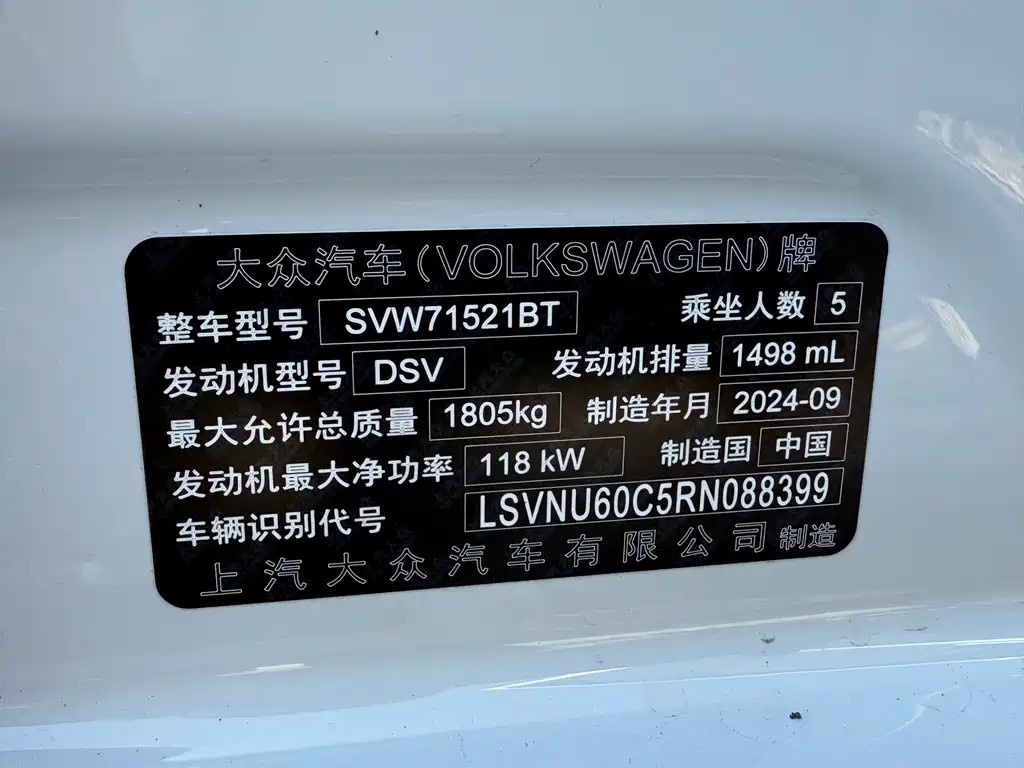 大众汽车(VOLKSWAGEN)牌
整车型号 SVW71521BT 乘坐人数 5
发动机型号 DSV 发动机排量 1498 mL
最大允许总质量 1805kg 制造年月 2024-09
发动机最大净功率 118 kW 制造国 中国
车辆识别代号 LSVNU60C5RN088399
上汽大众汽车有限公司制造